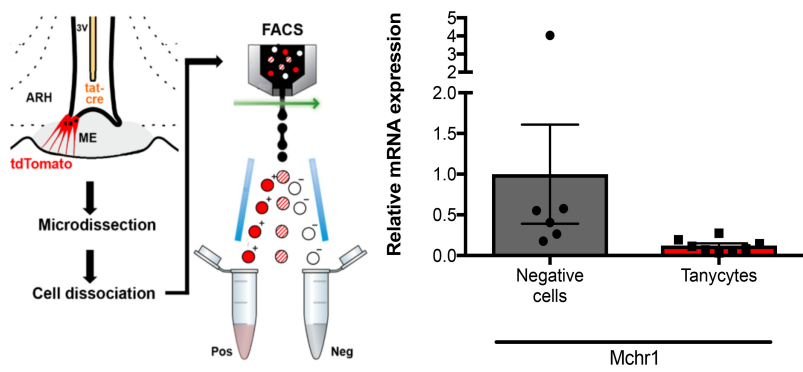 3V
tat-
cre
ARH
ME
tdTomato
Microdissection
Cell dissociation
FACS
+
−
+
−
+
−
+
−
Pos
Neg
Relative mRNA expression
5
4
3
2
2.0
1.5
1.0
0.5
0.0
Negative
cells
Tanycytes
Mchr1